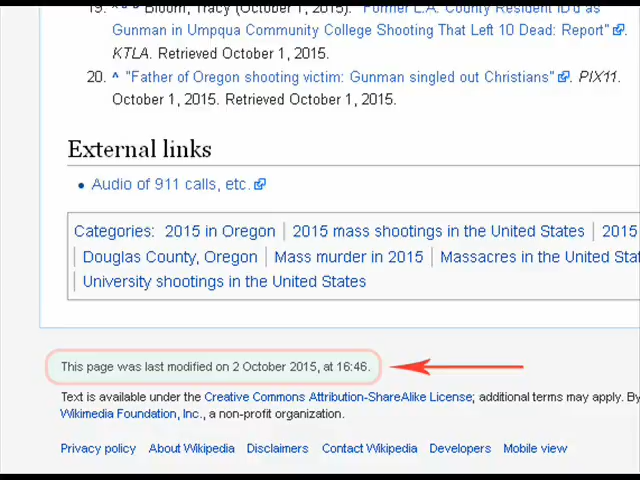 19. ^ ^ ^ Bloom, Tracy (October 1, 2015). "Former L.A. County Resident ID'd as
Gunman in Umpqua Community College Shooting That Left 10 Dead: Report".
KTLA. Retrieved October 1, 2015.
20. ^ "Father of Oregon shooting victim: Gunman singled out Christians". PIX11.
October 1, 2015. Retrieved October 1, 2015.
External links
• Audio of 911 calls, etc.
Categories: 2015 in Oregon | 2015 mass shootings in the United States | 2015
| Douglas County, Oregon | Mass murder in 2015 | Massacres in the United Sta
| University shootings in the United States
This page was last modified on 2 October 2015, at 16:46.
Text is available under the Creative Commons Attribution-ShareAlike License; additional terms may apply. By
Wikimedia Foundation, Inc., a non-profit organization.
Privacy policy About Wikipedia Disclaimers Contact Wikipedia Developers Mobile view